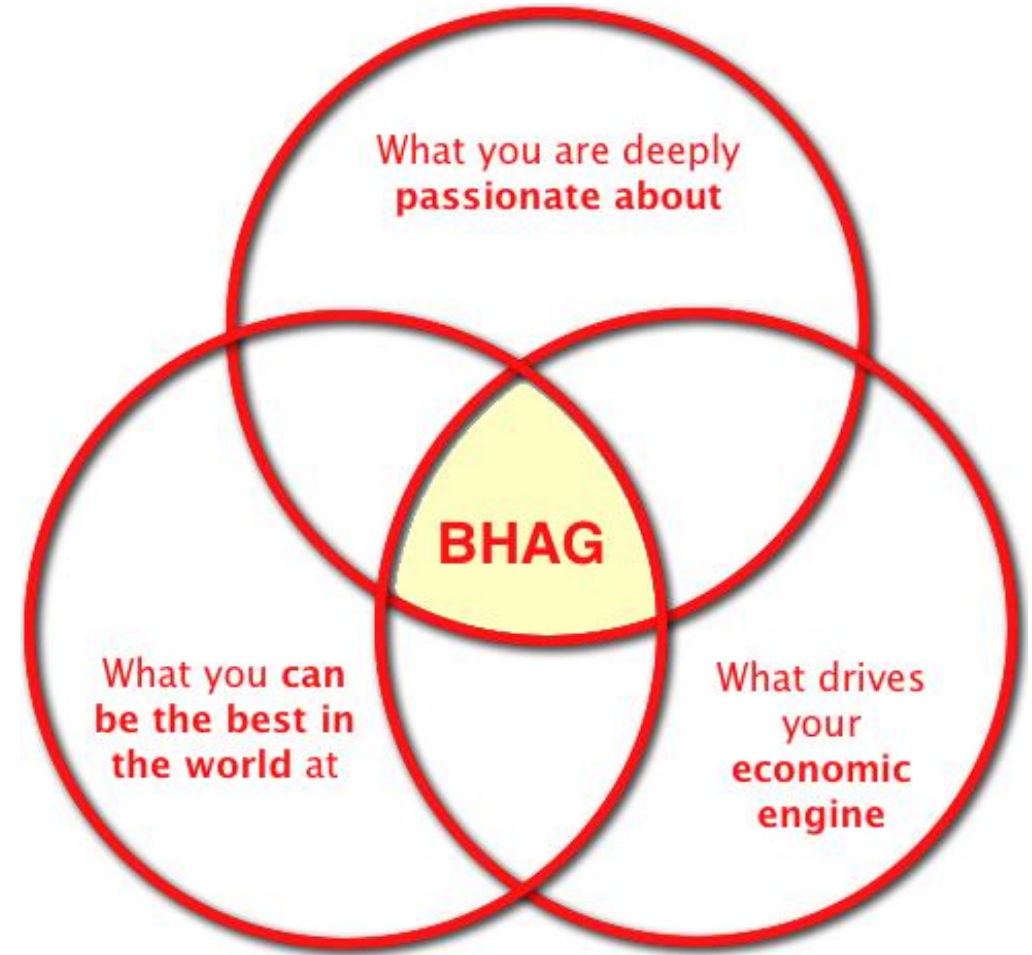 What you are deeply
passionate about
BHAG
What you can
be the best in
the world at
What drives
your
economic
engine